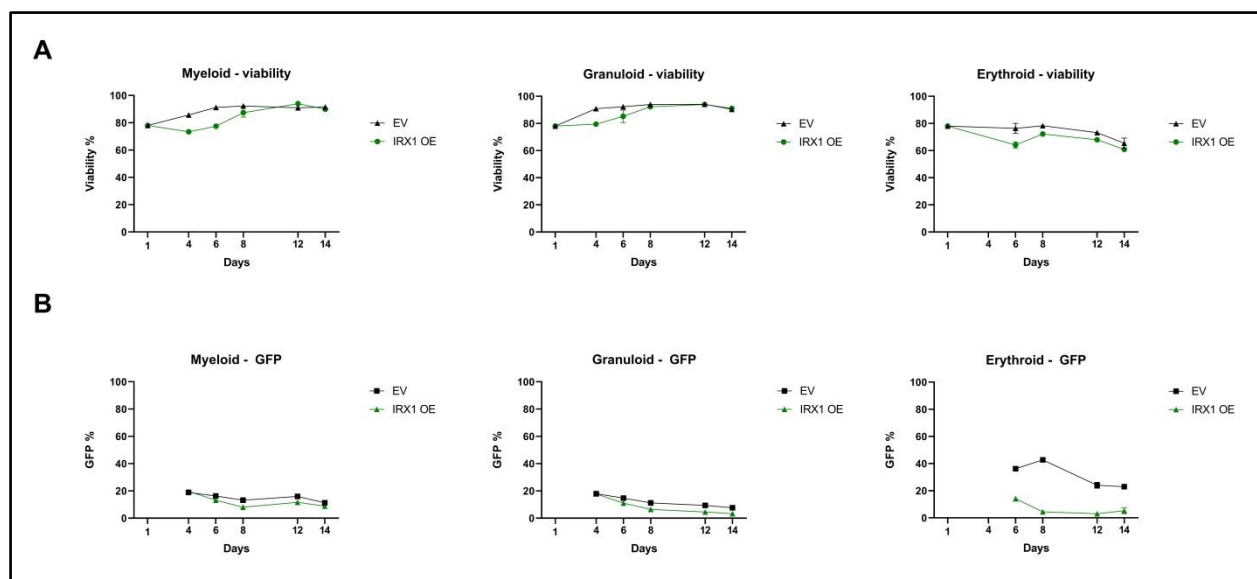 A
Myeloid - viability
Viability %
100
80
60
40
20
0
1 4 6 8 12 14
Days
EV
IRX1 OE
Granuloid - viability
Viability %
100
80
60
40
20
0
1 4 6 8 12 14
Days
EV
IRX1 OE
Erythroid - viability
Viability %
100
80
60
40
20
0
1 4 6 8 12 14
Days
EV
IRX1 OE
B
Myeloid - GFP
GFP %
100
80
60
40
20
0
1 4 6 8 12 14
Days
EV
IRX1 OE
Granuloid - GFP
GFP %
100
80
60
40
20
0
1 4 6 8 12 14
Days
EV
IRX1 OE
Erythroid - GFP
GFP %
100
80
60
40
20
0
1 4 6 8 12 14
Days
EV
IRX1 OE